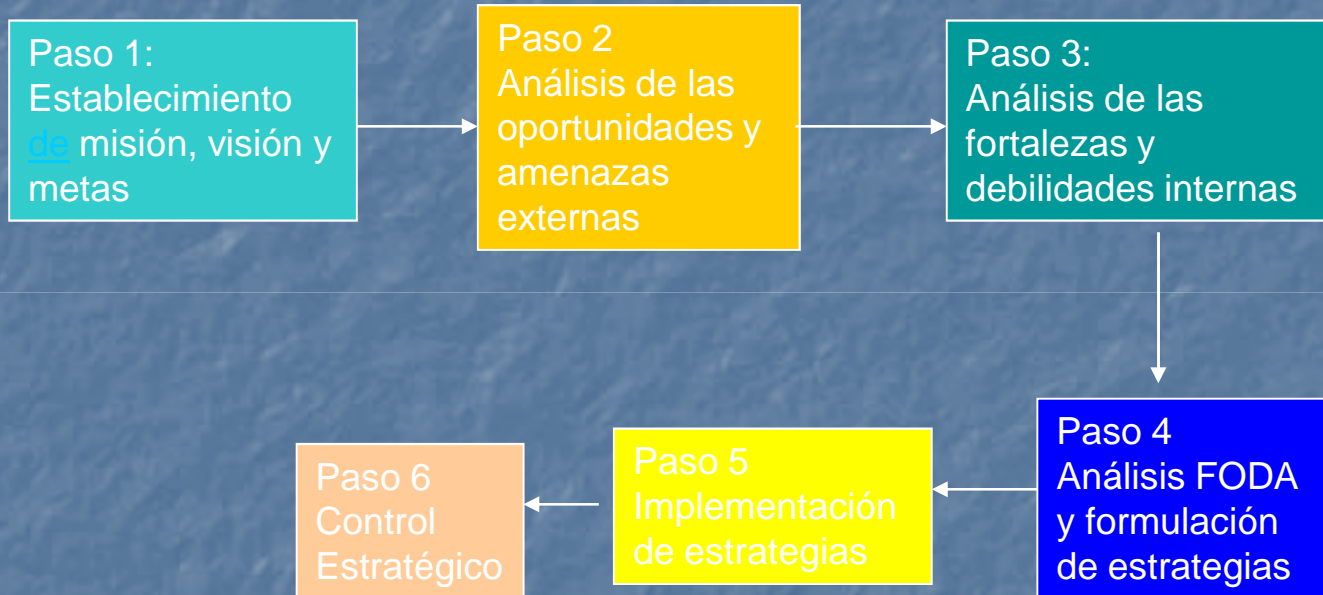 Paso 1:
Establecimiento
de misión, visión y
metas
Paso 2
Análisis de las
oportunidades y
amenazas
externas
Paso 3:
Análisis de las
fortalezas y
debilidades internas
Paso 4
Análisis FODA
y formulación
de estrategias
Paso 5
Implementación
de estrategias
Paso 6
Control
Estratégico